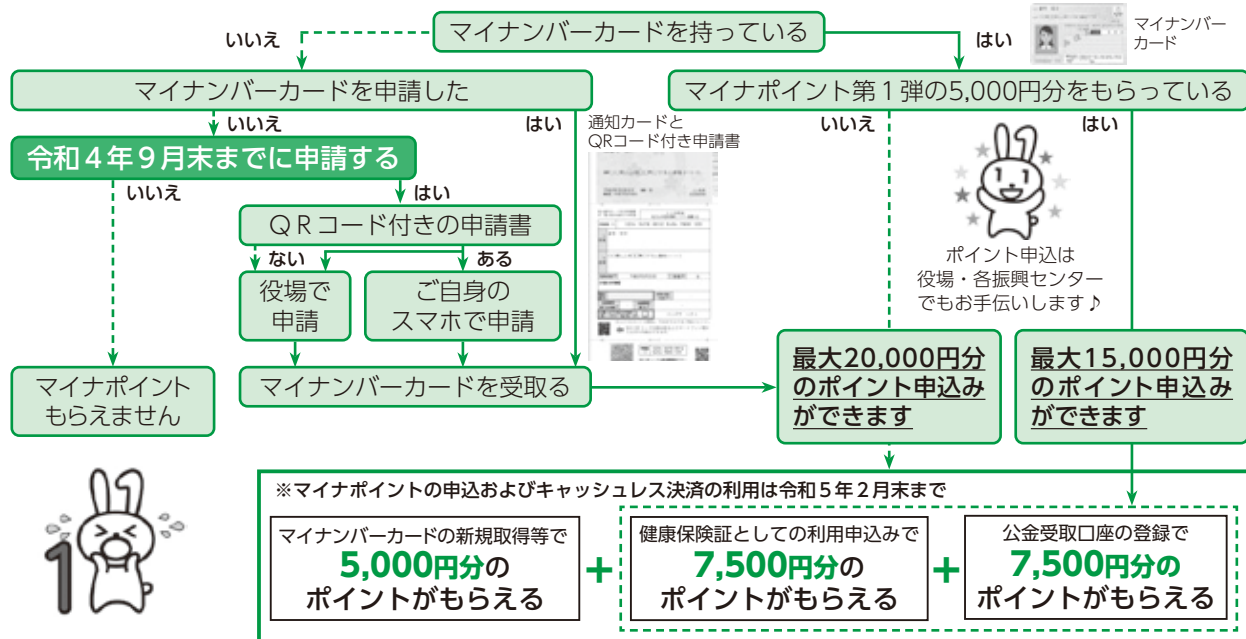 マイナンバーカードを持っている
いいえ
はい
マイナンバー
カード
マイナンバーカードを申請した
マイナポイント第1弾の5,000円分をもらっている
いいえ
はい
いいえ
はい
通知カードと
QRコード付き申請書
令和4年9月末までに申請する
いいえ
はい
QRコード付きの申請書
ない
ある
役場で
申請
ご自身の
スマホで申請
ポイント申込は
役場・各振興センター
でもお手伝いします♪
マイナポイント
もらえません
マイナンバーカードを受取る
最大20,000円分
のポイント申込み
ができます
最大15,000円分
のポイント申込み
ができます
※マイナポイントの申込およびキャッシュレス決済の利用は令和5年2月末まで
マイナンバーカードの新規取得等で
5,000円分の
ポイントがもらえる
+
健康保険証としての利用申込みで
7,500円分の
ポイントがもらえる
+
公金受取口座の登録で
7,500円分の
ポイントがもらえる